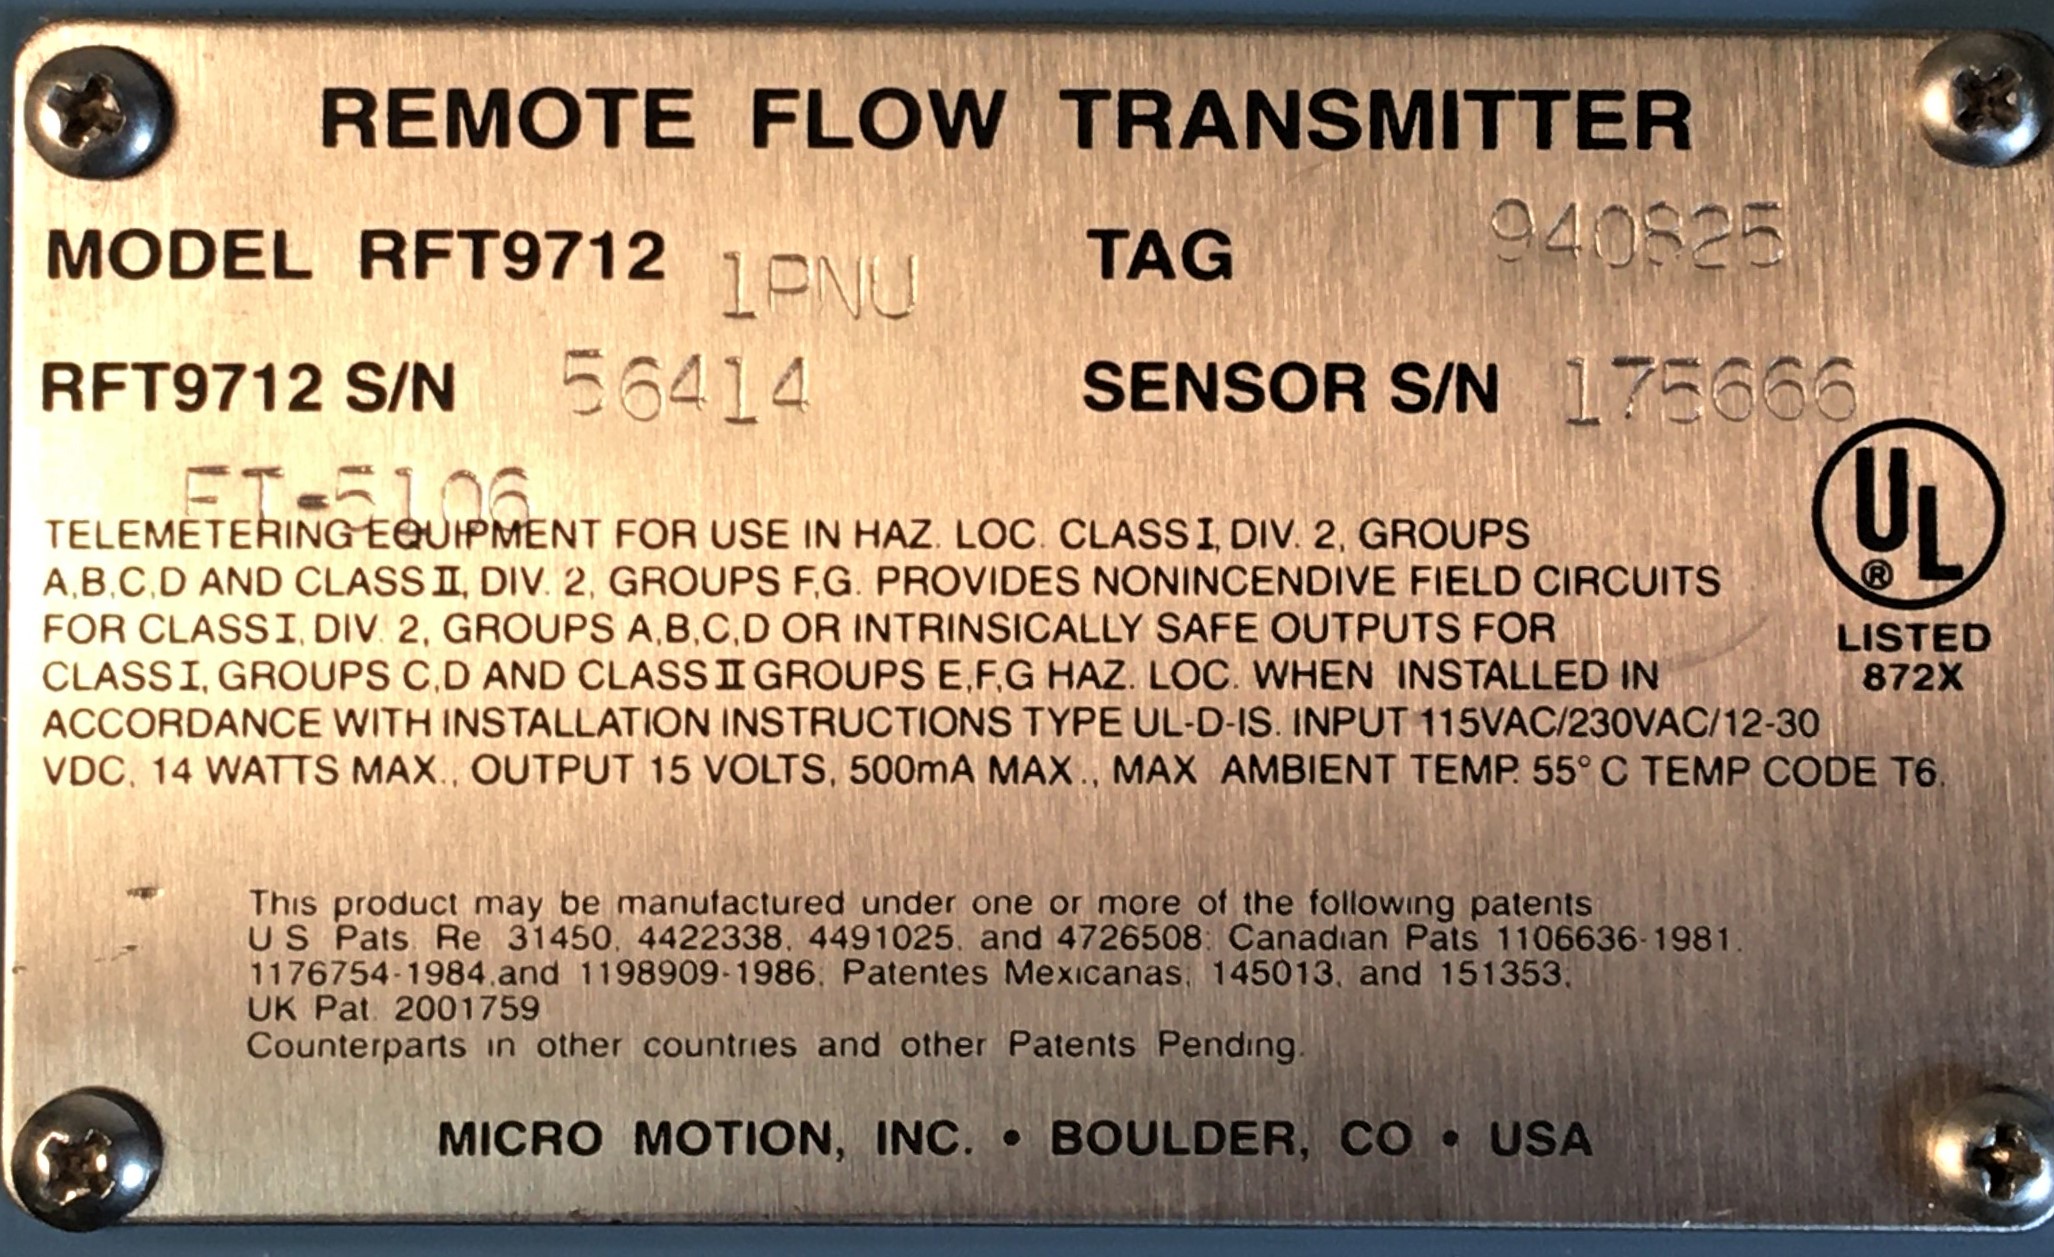 REMOTE FLOW TRANSMITTER
MODEL RFT9712 1PNU TAG 940825
RFT9712 S/N 56414 SENSOR S/N 175666
FT-5106
TELEMETERING EQUIPMENT FOR USE IN HAZ. LOC. CLASS I, DIV. 2, GROUPS
A,B,C,D AND CLASS II, DIV. 2, GROUPS F,G. PROVIDES NONINCENDIVE FIELD CIRCUITS
FOR CLASS I, DIV. 2, GROUPS A,B,C,D OR INTRINSICALLY SAFE OUTPUTS FOR
CLASS I, GROUPS C,D AND CLASS II GROUPS E,F,G HAZ. LOC. WHEN INSTALLED IN
ACCORDANCE WITH INSTALLATION INSTRUCTIONS TYPE UL-D-IS. INPUT 115VAC/230VAC/12-30
VDC, 14 WATTS MAX., OUTPUT 15 VOLTS, 500mA MAX., MAX AMBIENT TEMP. 55° C TEMP CODE T6.
UL ®
LISTED
872X
This product may be manufactured under one or more of the following patents
U S Pats. Re 31450, 4422338, 4491025, and 4726508; Canadian Pats 1106636-1981,
1176754-1984,and 1198909-1986; Patentes Mexicanas; 145013, and 151353;
UK Pat. 2001759
Counterparts in other countries and other Patents Pending.
MICRO MOTION, INC. • BOULDER, CO • USA